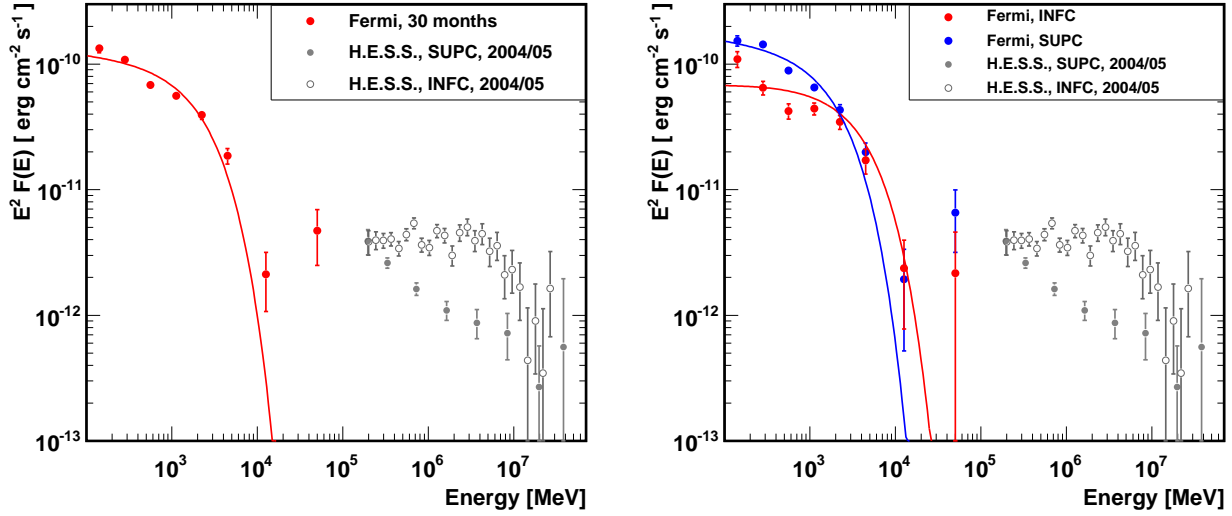 E² F(E) [ erg cm⁻² s⁻¹]
10⁻¹⁰
10⁻¹¹
10⁻¹²
10⁻¹³
Fermi, 30 months
H.E.S.S., SUPC, 2004/05
H.E.S.S., INFC, 2004/05
10³ 10⁴ 10⁵ 10⁶ 10⁷
Energy [MeV]
E² F(E) [ erg cm⁻² s⁻¹]
10⁻¹⁰
10⁻¹¹
10⁻¹²
10⁻¹³
Fermi, INFC
Fermi, SUPC
H.E.S.S., SUPC, 2004/05
H.E.S.S., INFC, 2004/05
10³ 10⁴ 10⁵ 10⁶ 10⁷
Energy [MeV]